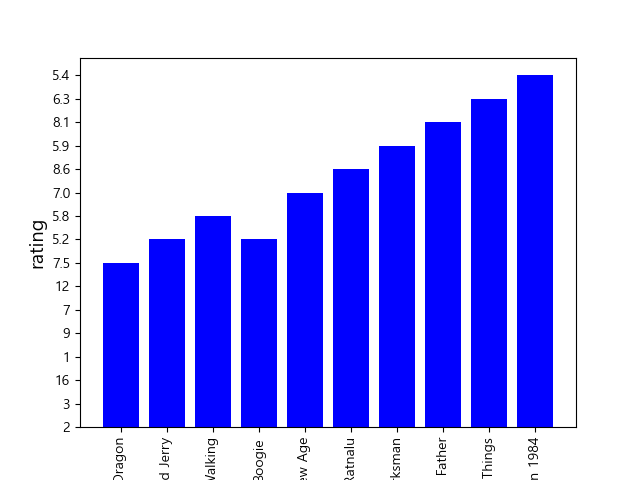 rating
5.4
6.3
8.1
5.9
8.6
7.0
5.8
5.2
7.5
12
7
9
1
16
3
2
Dragon
d Jerry
Walking
Boogie
ew Age
Ratnalu
rksman
Father
Things
n 1984